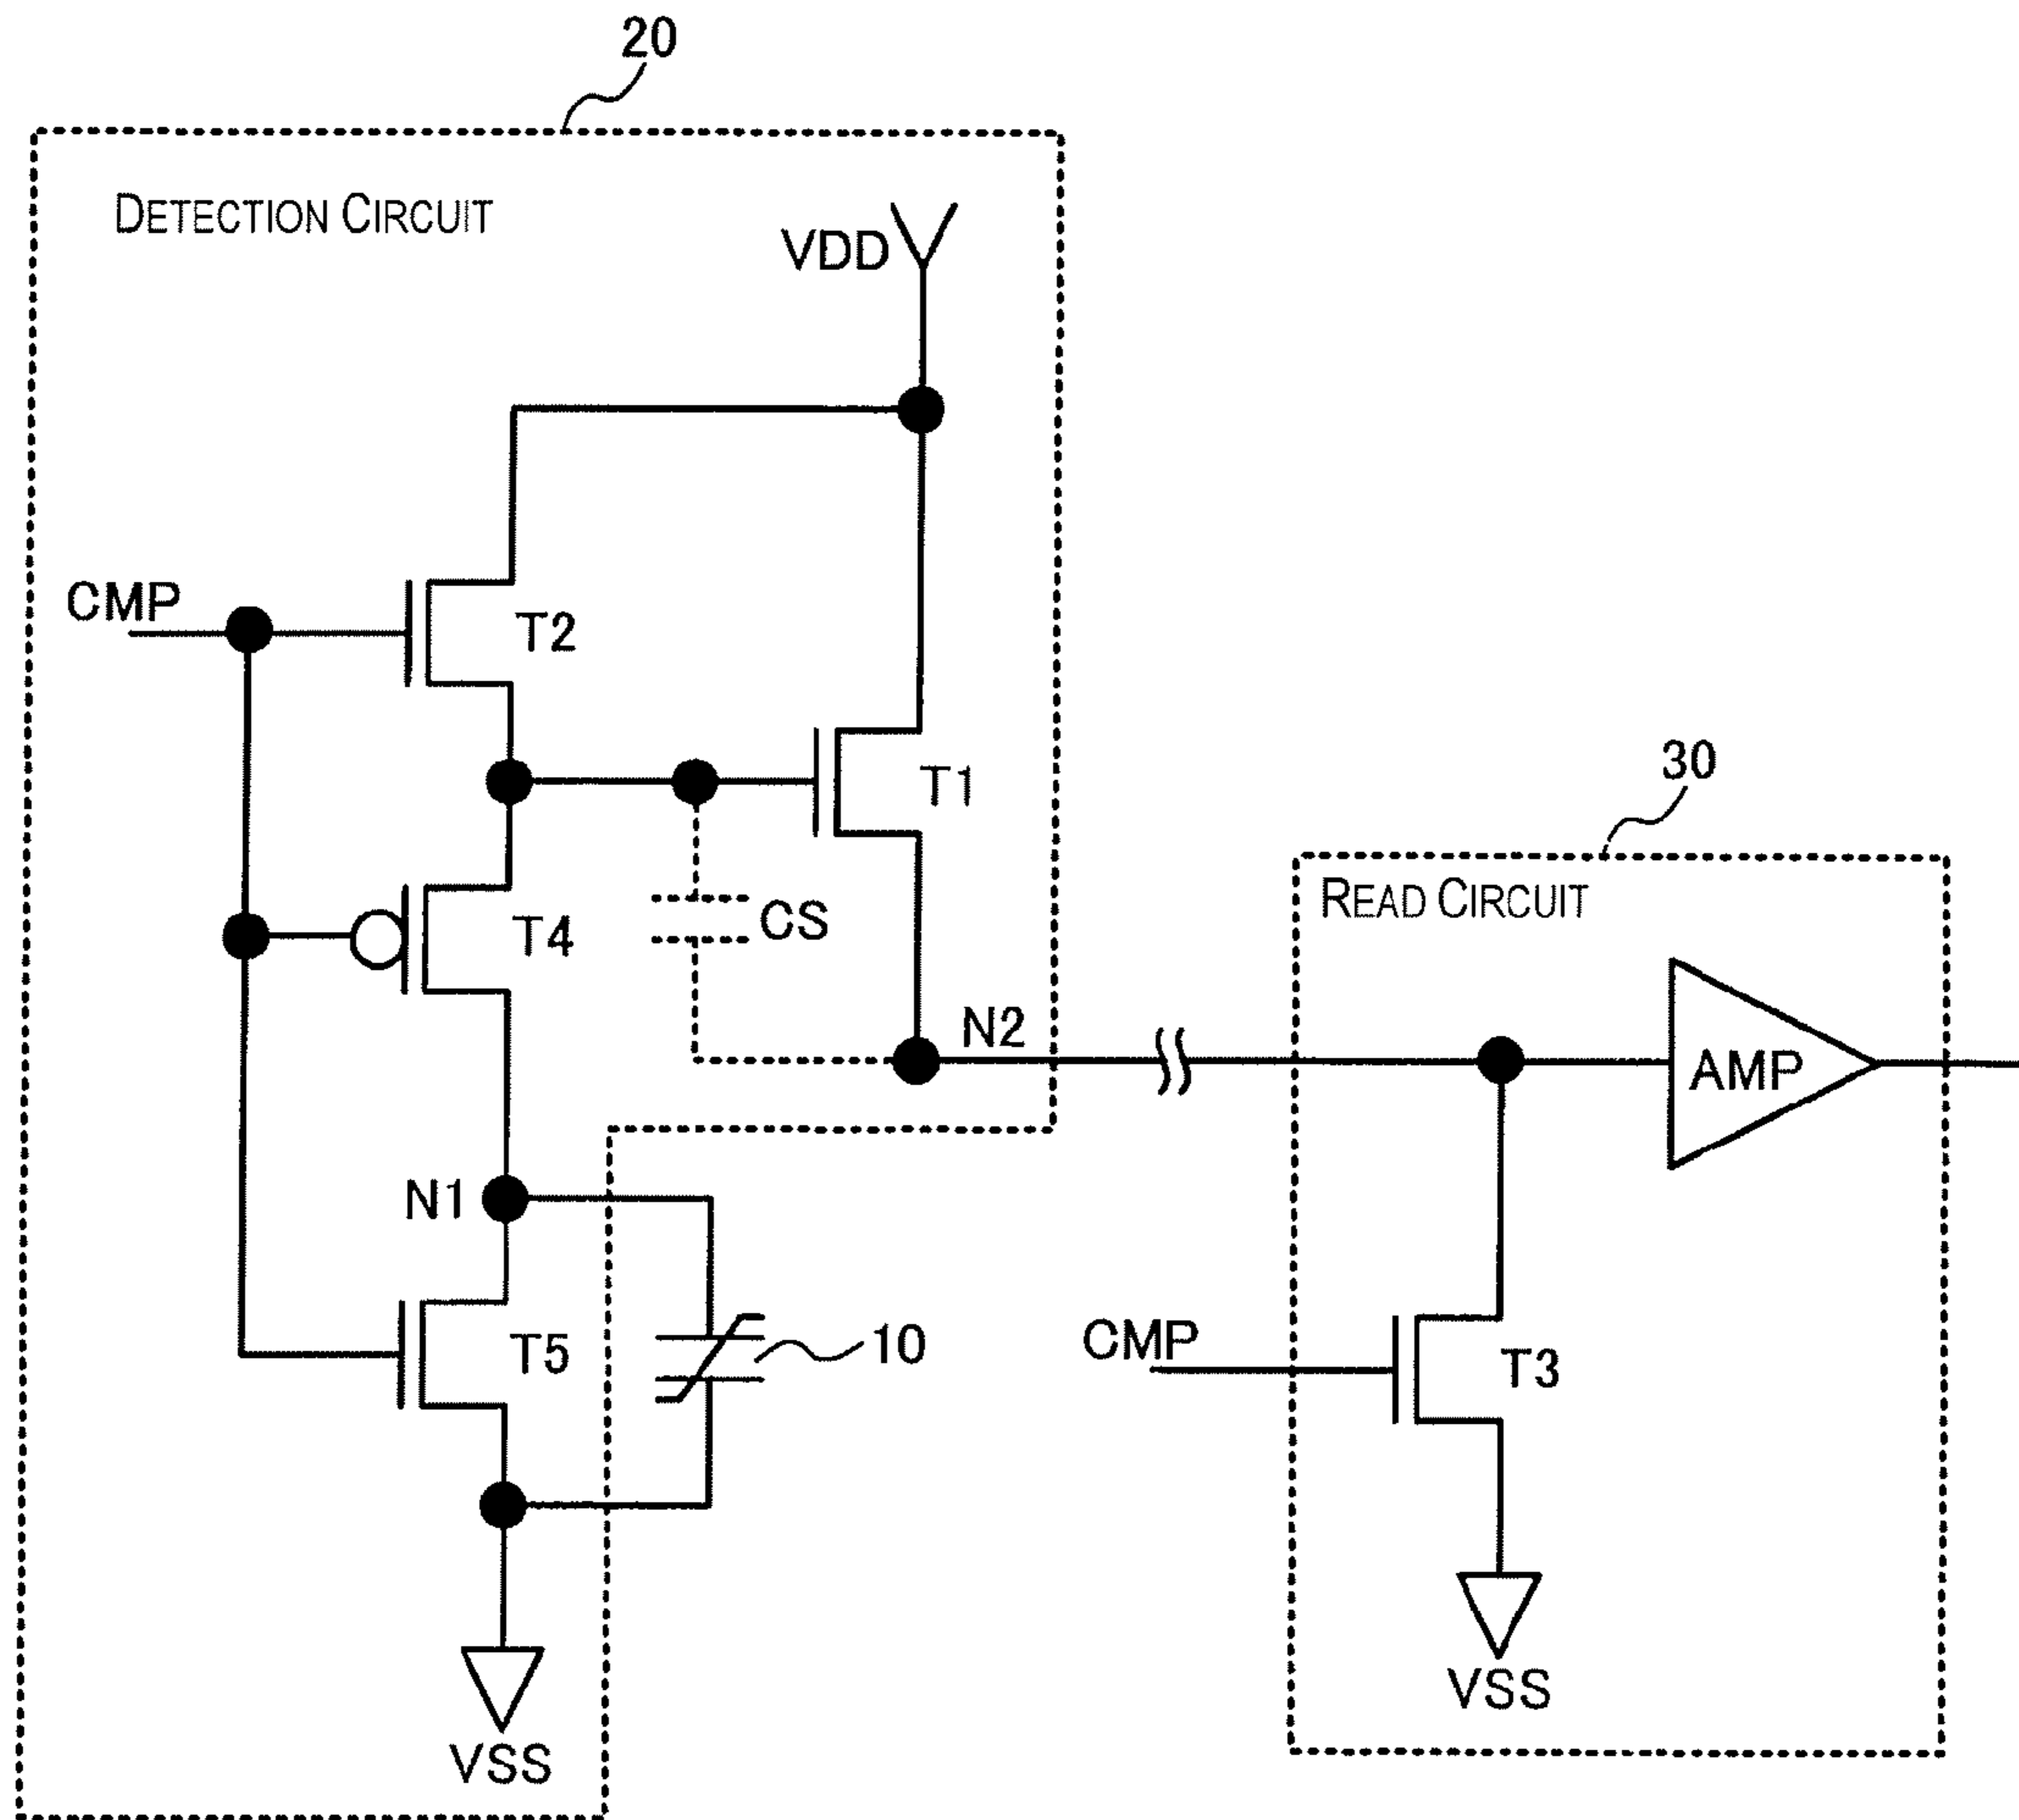 20
DETECTION CIRCUIT
VDD
CMP
T2
T1
30
READ CIRCUIT
T4
CS
N2
AMP
N1
T5
10
CMP
T3
VSS
VSS